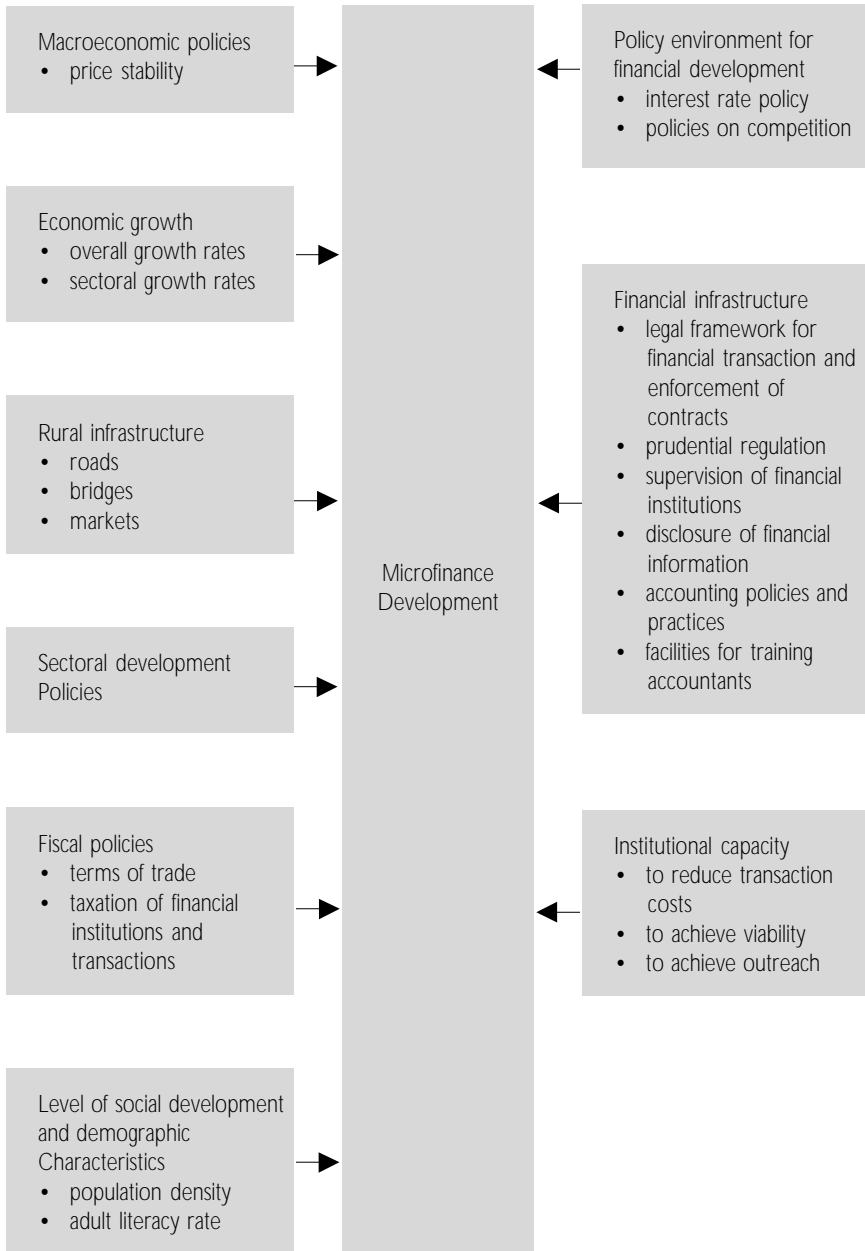 Macroeconomic policies
• price stability
Economic growth
• overall growth rates
• sectoral growth rates
Rural infrastructure
• roads
• bridges
• markets
Sectoral development
Policies
Fiscal policies
• terms of trade
• taxation of financial
institutions and
transactions
Level of social development
and demographic
Characteristics
• population density
• adult literacy rate
Microfinance
Development
Policy environment for
financial development
• interest rate policy
• policies on competition
Financial infrastructure
• legal framework for
financial transaction and
enforcement of
contracts
• prudential regulation
• supervision of financial
institutions
• disclosure of financial
information
• accounting policies and
practices
• facilities for training
accountants
Institutional capacity
• to reduce transaction
costs
• to achieve viability
• to achieve outreach